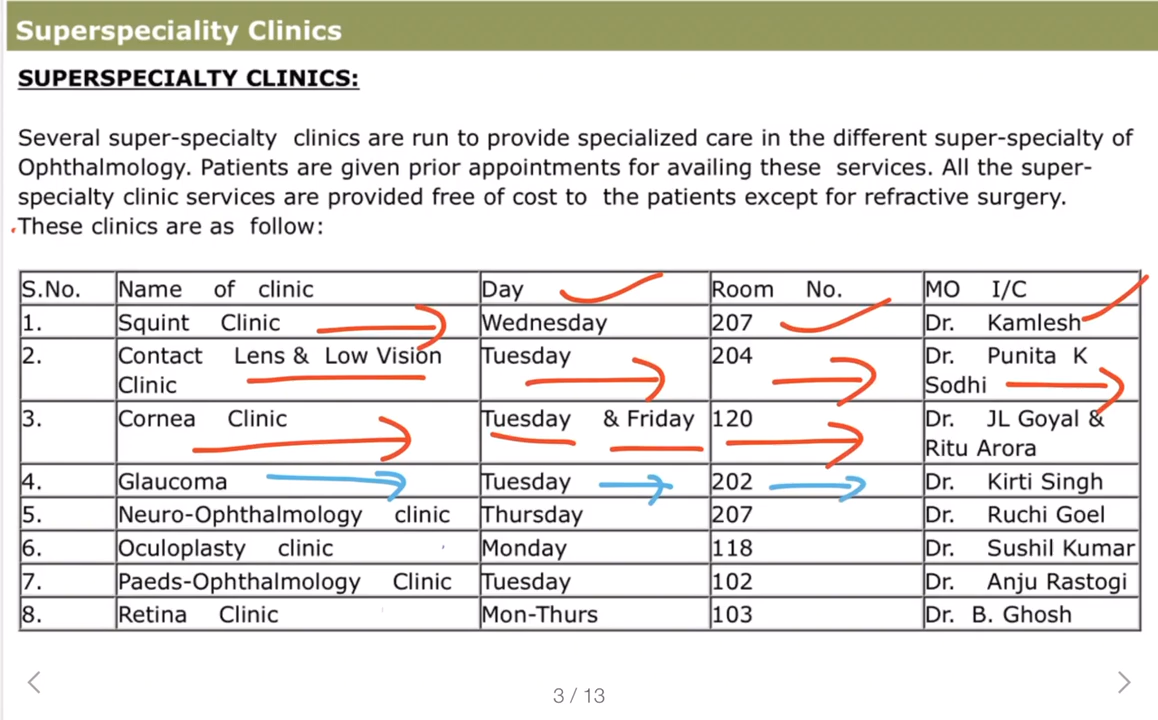 Superspeciality Clinics
SUPERSPECIALTY CLINICS:
Several super-specialty clinics are run to provide specialized care in the different super-specialty of
Ophthalmology. Patients are given prior appointments for availing these services. All the super-
specialty clinic services are provided free of cost to the patients except for refractive surgery.
These clinics are as follow:
S.No. Name of clinic Day Room No. MO I/C
1. Squint Clinic Wednesday 207 Dr. Kamlesh
2. Contact Lens & Low Vision Clinic Tuesday 204 Dr. Punita K Sodhi
3. Cornea Clinic Tuesday & Friday 120 Dr. JL Goyal & Ritu Arora
4. Glaucoma Tuesday 202 Dr. Kirti Singh
5. Neuro-Ophthalmology clinic Thursday 207 Dr. Ruchi Goel
6. Oculoplasty clinic Monday 118 Dr. Sushil Kumar
7. Paeds-Ophthalmology Clinic Tuesday 102 Dr. Anju Rastogi
8. Retina Clinic Mon-Thurs 103 Dr. B. Ghosh
3 / 13